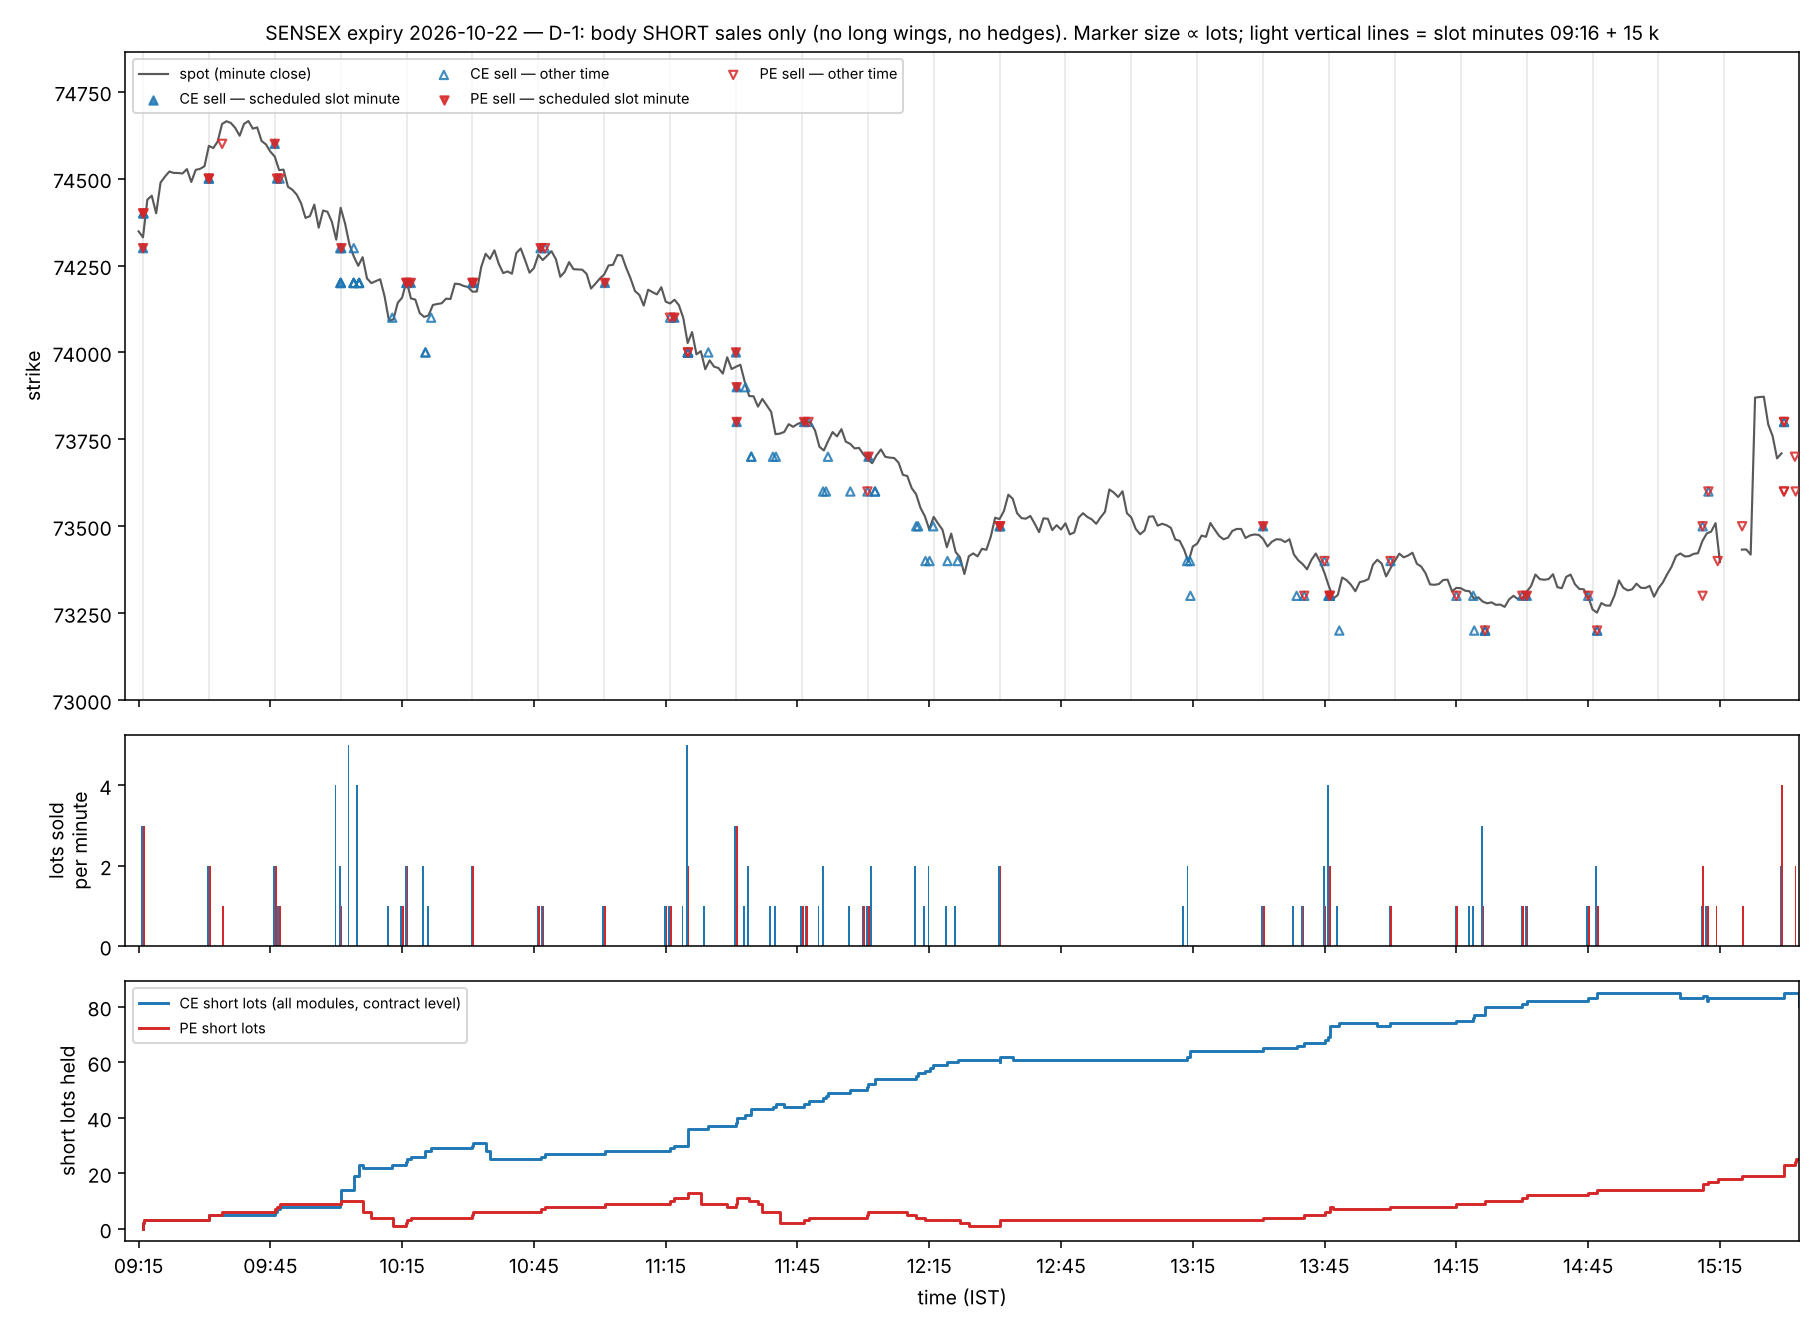 SENSEX expiry 2026-10-22 — D-1: body SHORT sales only (no long wings, no hedges). Marker size ∝ lots; light vertical lines = slot minutes 09:16 + 15 k
spot (minute close)
CE sell — scheduled slot minute
CE sell — other time
PE sell — scheduled slot minute
PE sell — other time
74750
74500
74250
74000
73750
73500
73250
73000
strike
4
2
0
lots sold
per minute
CE short lots (all modules, contract level)
PE short lots
80
60
40
20
0
short lots held
09:15 09:45 10:15 10:45 11:15 11:45 12:15 12:45 13:15 13:45 14:15 14:45 15:15
time (IST)